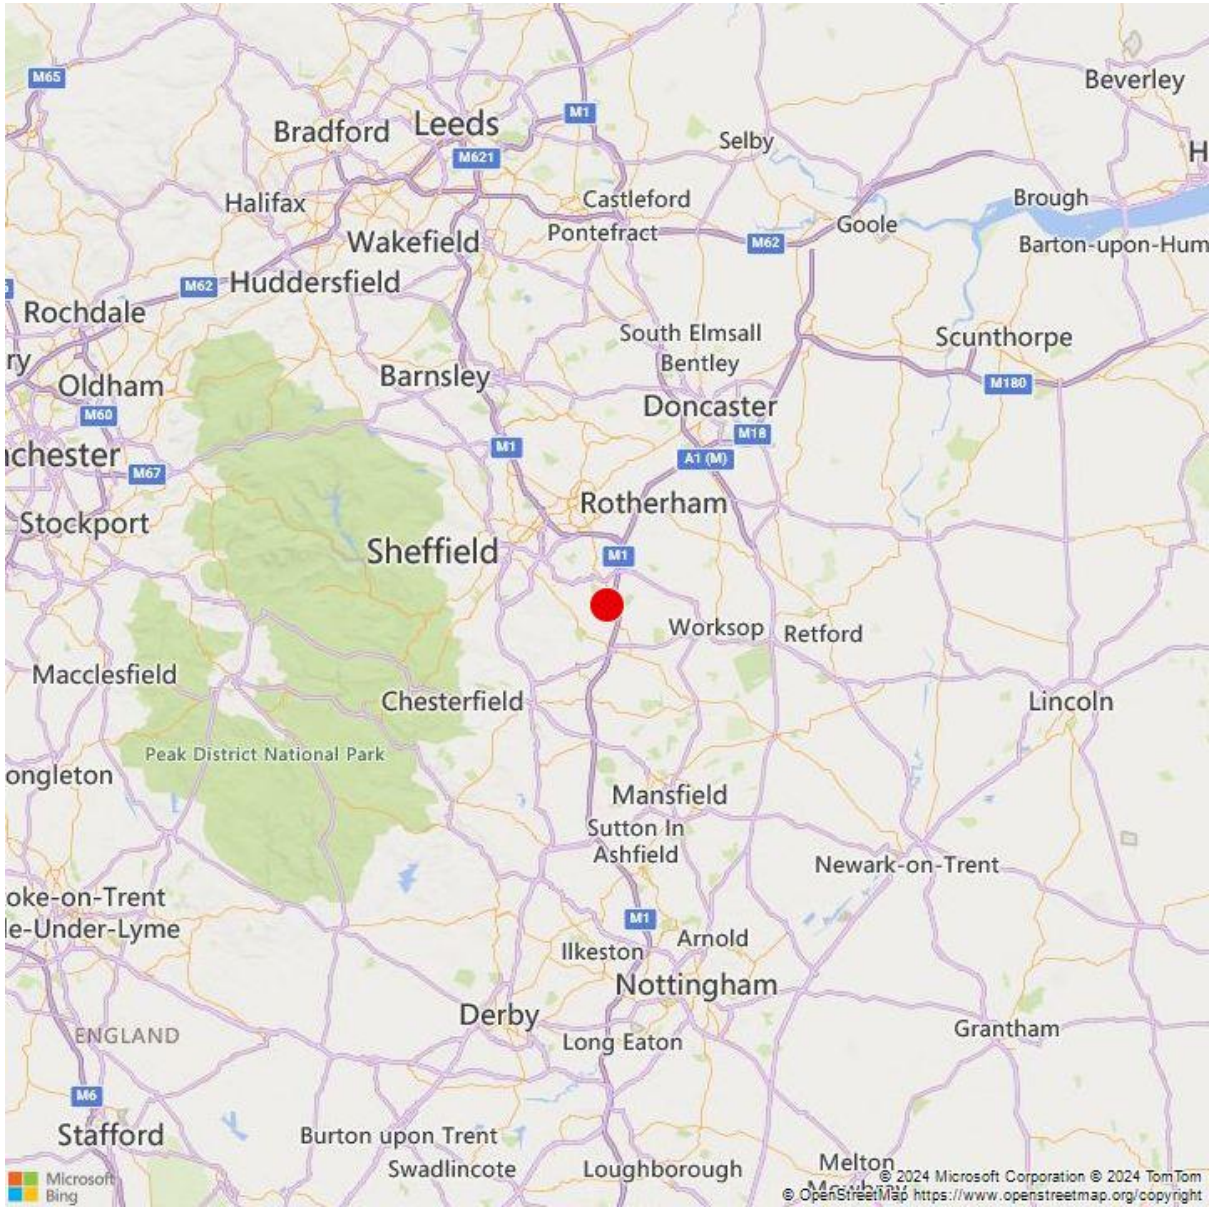 M65
Beverley
M1
Bradford
Leeds
Selby
M621
H
Halifax
Castleford
Brough
Pontefract
Goole
Wakefield
M62
Barton-upon-Hum
Huddersfield
M62
Rochdale
South Elmsall
Scunthorpe
ry
Bentley
Oldham
Barnsley
M180
M60
Doncaster
M18
M1
chester
A1 (M)
M67
Rotherham
Stockport
Sheffield
M1
Worksop
Retford
Macclesfield
Chesterfield
Lincoln
Peak District National Park
ongleton
Mansfield
Sutton In
Ashfield
Newark-on-Trent
oke-on-Trent
le-Under-Lyme
M1
Arnold
Ilkeston
Nottingham
Derby
ENGLAND
Long Eaton
Grantham
M6
Stafford
Burton upon Trent
Swadlincote
Loughborough
Melton
Mowbray
Microsoft
Bing
© 2024 Microsoft Corporation © 2024 TomTom
© OpenStreetMap https://www.openstreetmap.org/copyright